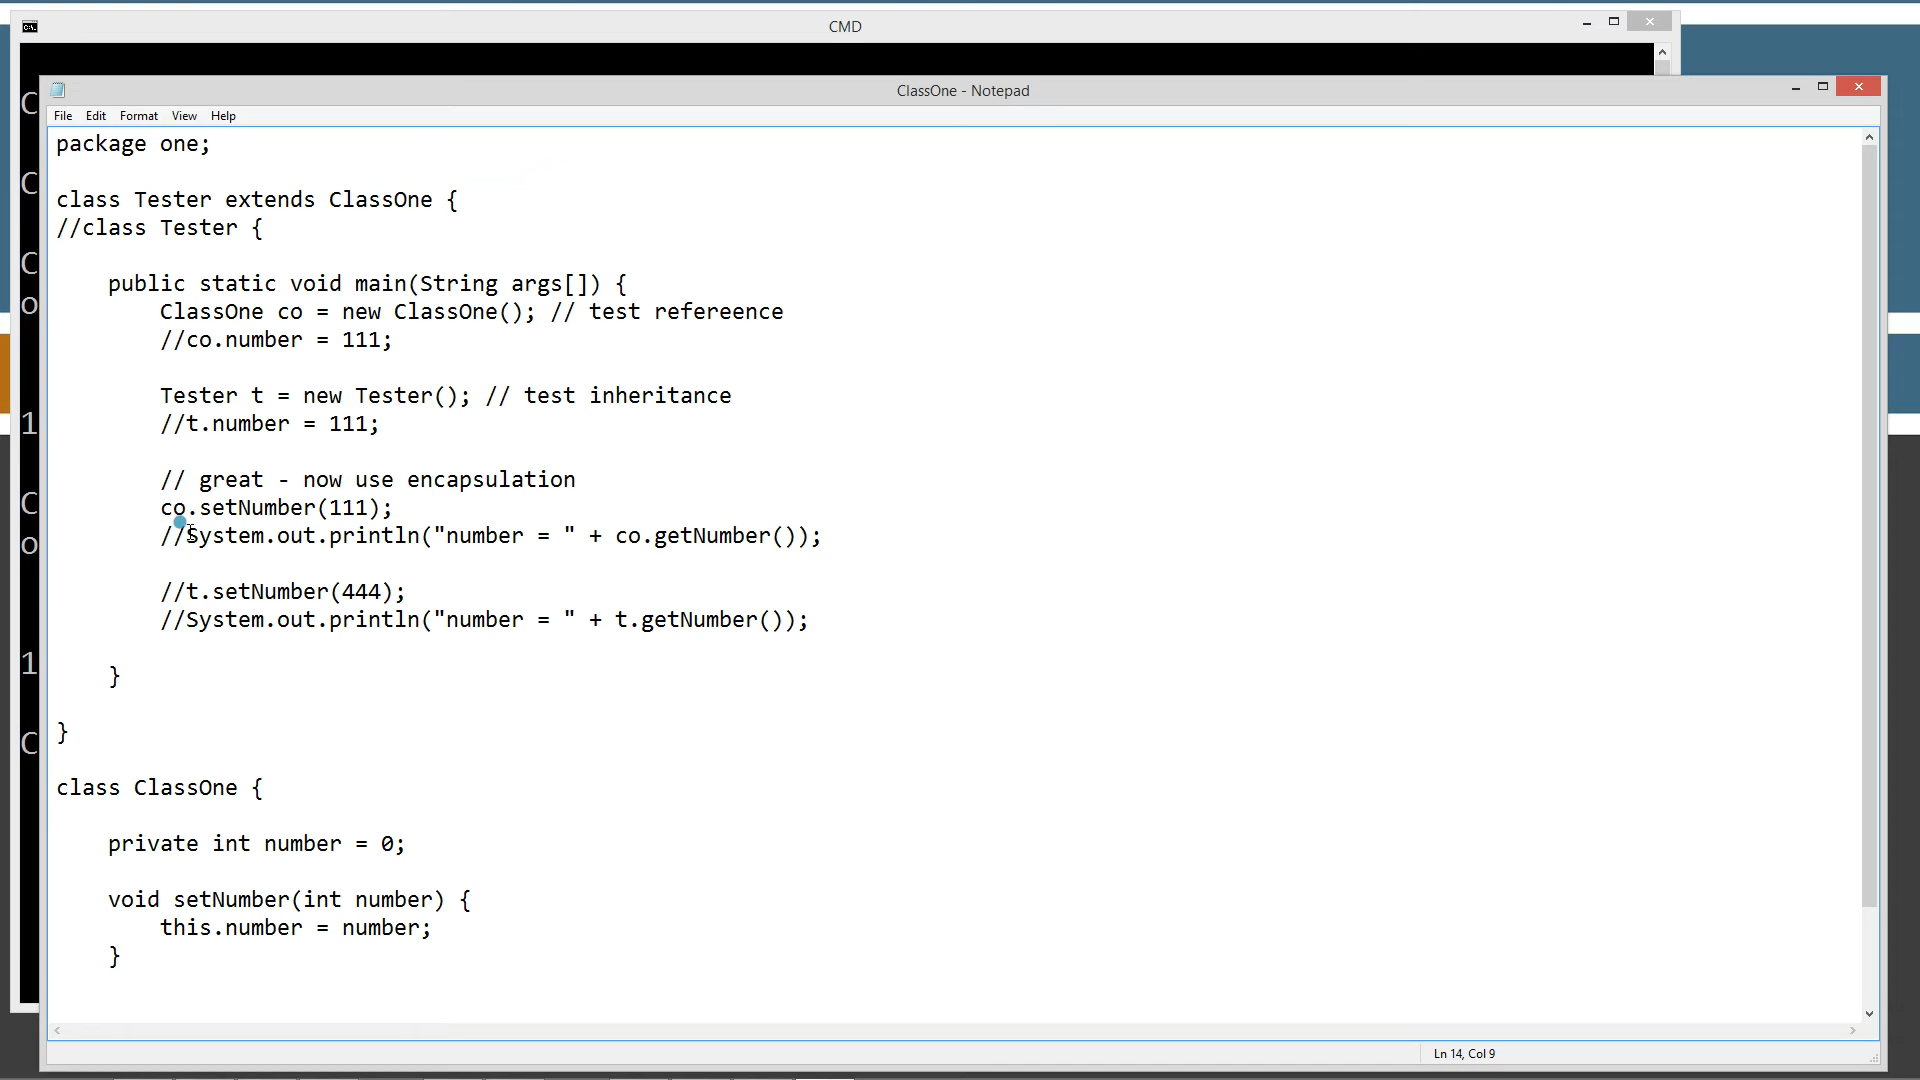 CMD
ClassOne - Notepad
File Edit Format View Help
package one;
class Tester extends ClassOne {
//class Tester {
    public static void main(String args[]) {
        ClassOne co = new ClassOne(); // test refereence
        //co.number = 111;
        Tester t = new Tester(); // test inheritance
        //t.number = 111;
        // great - now use encapsulation
        co.setNumber(111);
        //System.out.println("number = " + co.getNumber());
        //t.setNumber(444);
        //System.out.println("number = " + t.getNumber());
    }
}
class ClassOne {
    private int number = 0;
    void setNumber(int number) {
        this.number = number;
    }
Ln 14, Col 9